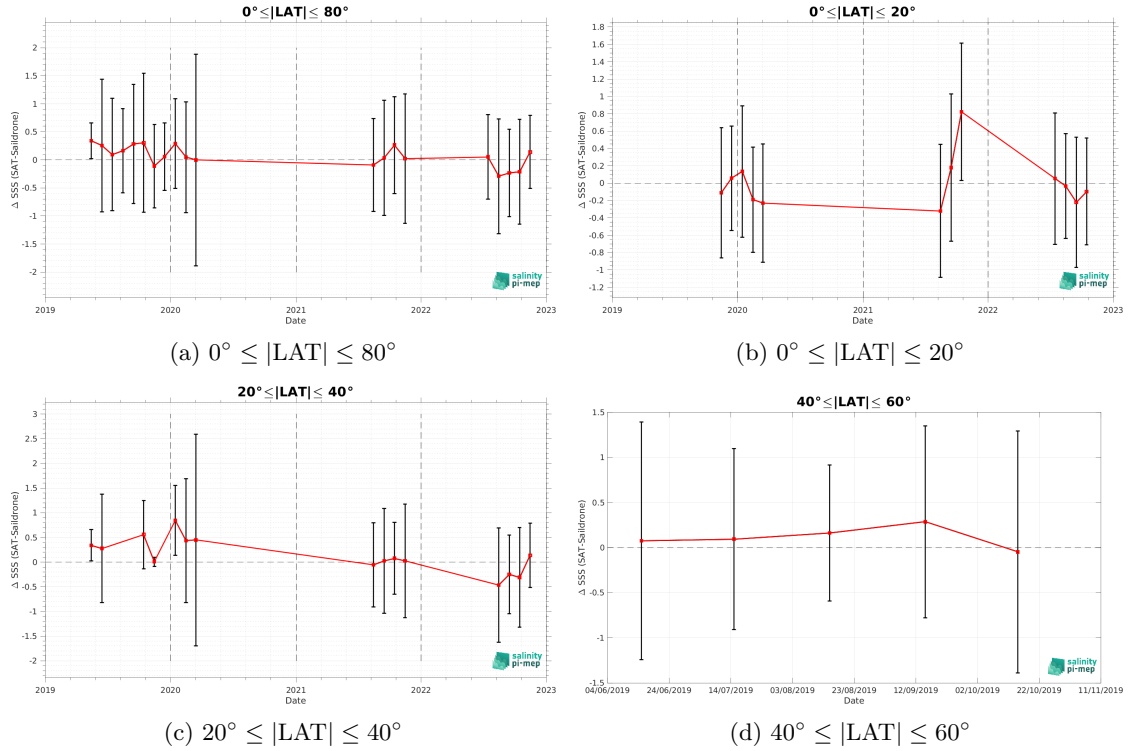 0°≤|LAT|≤ 80°
Δ SSS (SAT-Saildrone)
2
1.5
1
0.5
0
-0.5
-1
-1.5
-2
2019 2020 2021 2022 2023
Date
salinity
pi-mep
(a) 0° ≤ |LAT| ≤ 80°
0°≤|LAT|≤ 20°
Δ SSS (SAT-Saildrone)
1.8
1.6
1.4
1.2
1
0.8
0.6
0.4
0.2
0
-0.2
-0.4
-0.6
-0.8
-1
-1.2
2019 2020 2021 2022 2023
Date
salinity
pi-mep
(b) 0° ≤ |LAT| ≤ 20°
20°≤|LAT|≤ 40°
Δ SSS (SAT-Saildrone)
3
2.5
2
1.5
1
0.5
0
-0.5
-1
-1.5
-2
2019 2020 2021 2022 2023
Date
salinity
pi-mep
(c) 20° ≤ |LAT| ≤ 40°
40°≤|LAT|≤ 60°
Δ SSS (SAT-Saildrone)
1.5
1
0.5
0
-0.5
-1
-1.5
04/06/2019 24/06/2019 14/07/2019 03/08/2019 23/08/2019 12/09/2019 02/10/2019 22/10/2019 11/11/2019
Date
salinity
pi-mep
(d) 40° ≤ |LAT| ≤ 60°